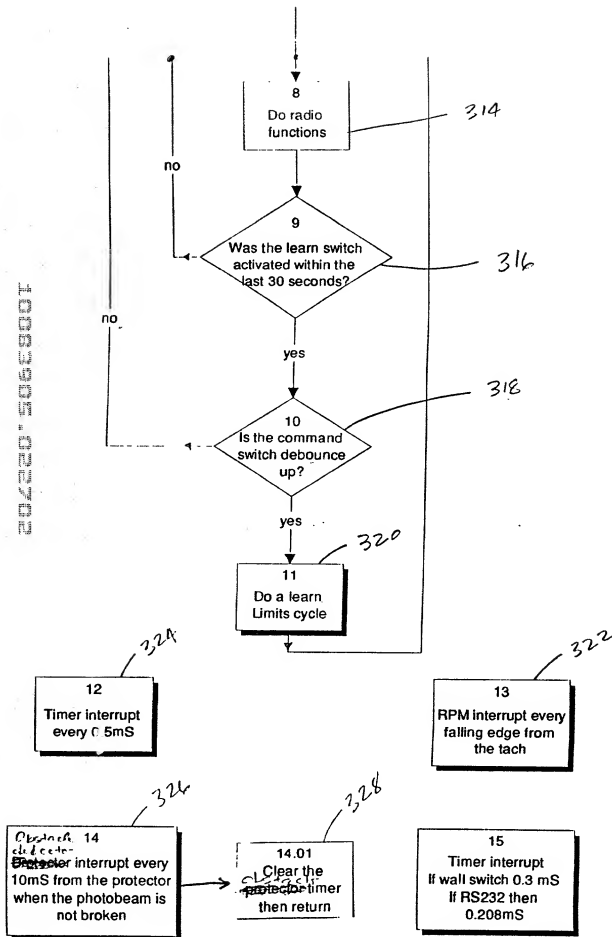 8
Do radio
functions
314
no
9
Was the learn switch
activated within the
last 30 seconds?
316
no
yes
318
10
Is the command
switch debounce
up?
yes
320
11
Do a learn
Limits cycle
324
12
Timer interrupt
every 0.5mS
322
13
RPM interrupt every
falling edge from
the tach
326
Obstacle 14
detector
Protector interrupt every
10mS from the protector
when the photobeam is
not broken
328
14.01
Clear the
Obstacle
protector timer
then return
15
Timer interrupt
If wall switch 0.3 mS
If RS232 then
0.208mS